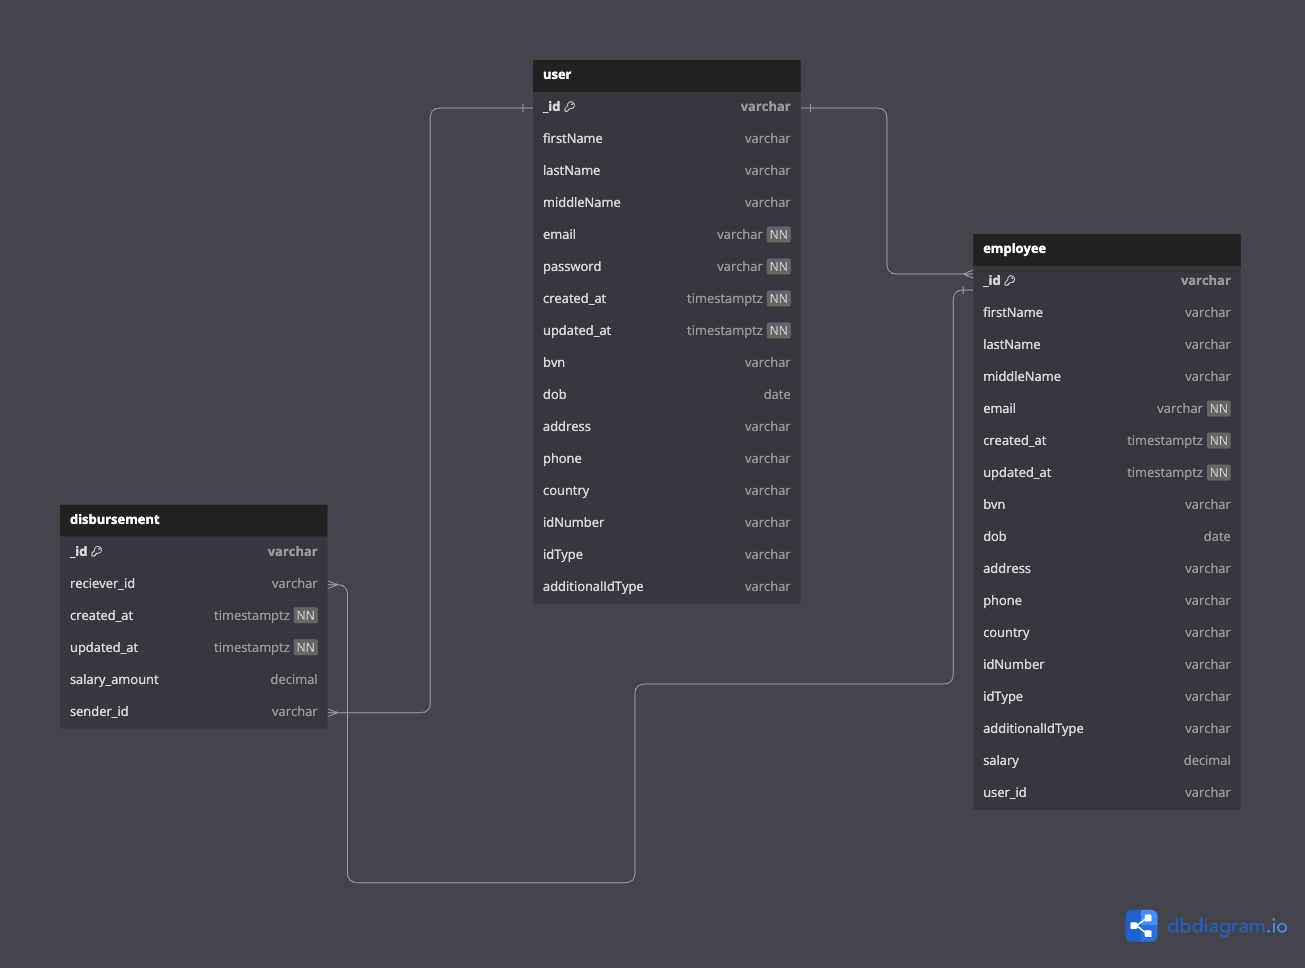 user
_id varchar
firstName varchar
lastName varchar
middleName varchar
email varchar NN
password varchar NN
created_at timestamptz NN
updated_at timestamptz NN
bvn varchar
dob date
address varchar
phone varchar
country varchar
idNumber varchar
idType varchar
additionalIdType varchar
employee
_id varchar
firstName varchar
lastName varchar
middleName varchar
email varchar NN
created_at timestamptz NN
updated_at timestamptz NN
bvn varchar
dob date
address varchar
phone varchar
country varchar
idNumber varchar
idType varchar
additionalIdType varchar
salary decimal
user_id varchar
disbursement
_id varchar
reciever_id varchar
created_at timestamptz NN
updated_at timestamptz NN
salary_amount decimal
sender_id varchar
dbdiagram.io